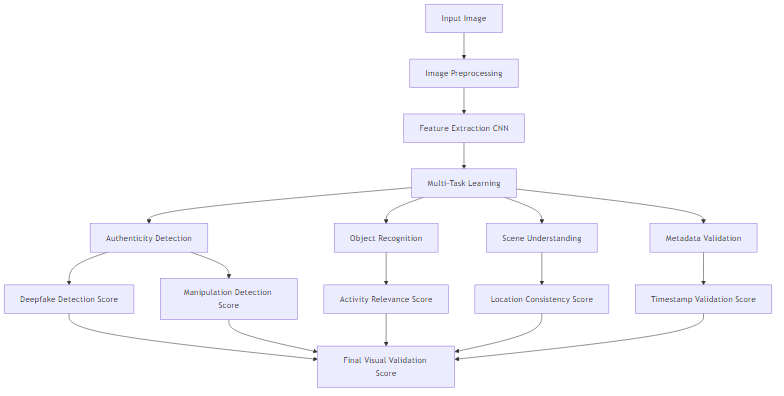 Input Image
Image Preprocessing
Feature Extraction CNN
Multi-Task Learning
Authenticity Detection
Object Recognition
Scene Understanding
Metadata Validation
Deepfake Detection Score
Manipulation Detection
Score
Activity Relevance Score
Location Consistency Score
Timestamp Validation Score
Final Visual Validation
Score